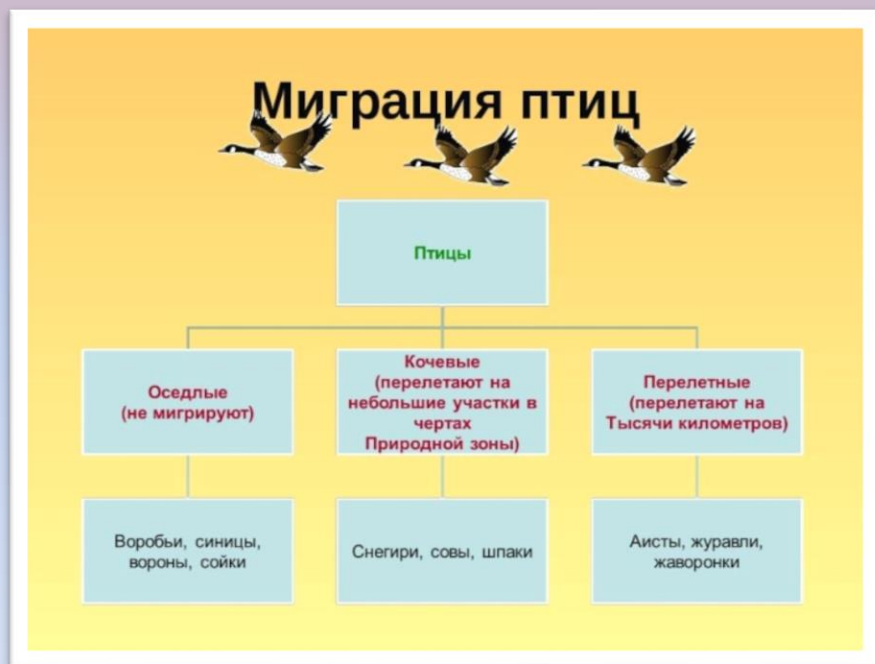 Миграция птиц
Птицы
Оседлые
(не мигрируют)
Кочевые
(перелетают на
небольшие участки в
чертах
Природной зоны)
Перелетные
(перелетают на
Тысячи километров)
Воробьи, синицы,
вороны, сойки
Снегири, совы, шпаки
Аисты, журавли,
жаворонки